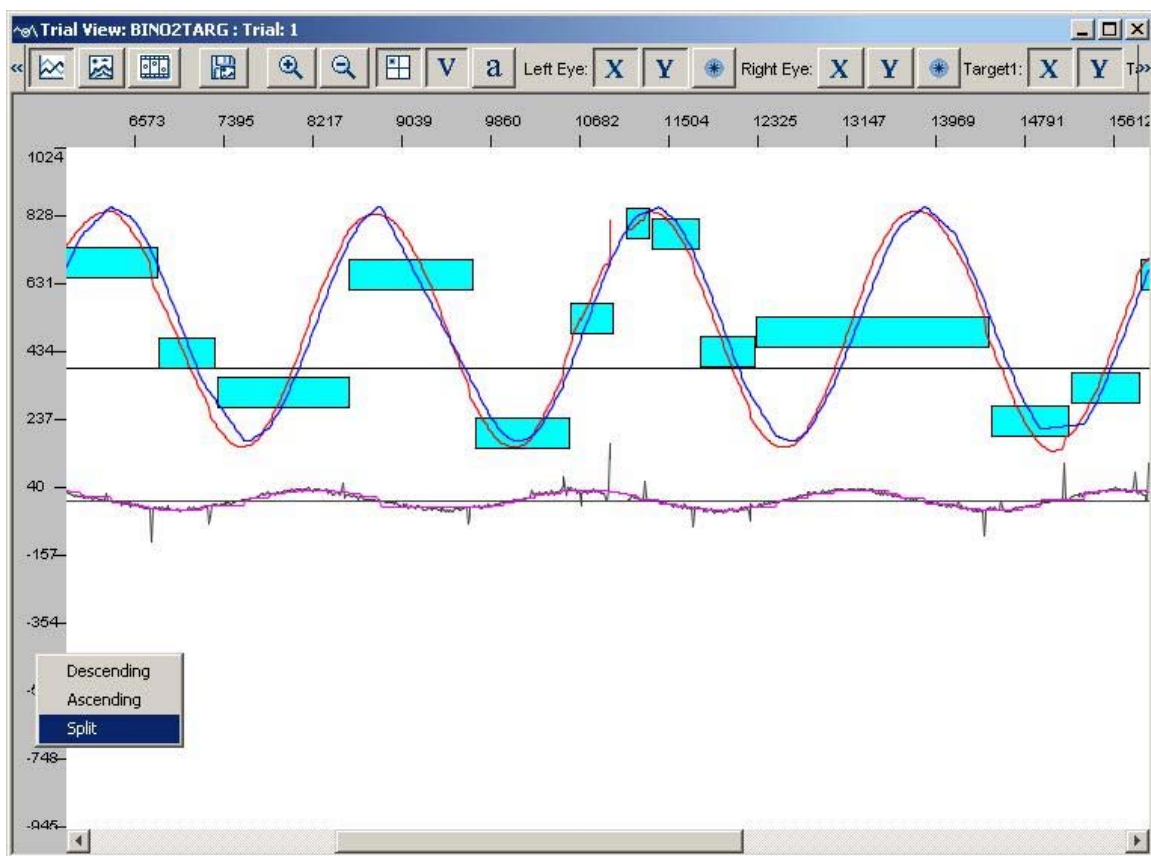 Trial View: BINO2TARG : Trial: 1
« V a Left Eye: X Y Right Eye: X Y Target1: X Y »
6573 7395 8217 9039 9860 10682 11504 12325 13147 13969 14791 15612
1024
828
631
434
237
40
-157
-354
Descending
Ascending
Split
-748
-945